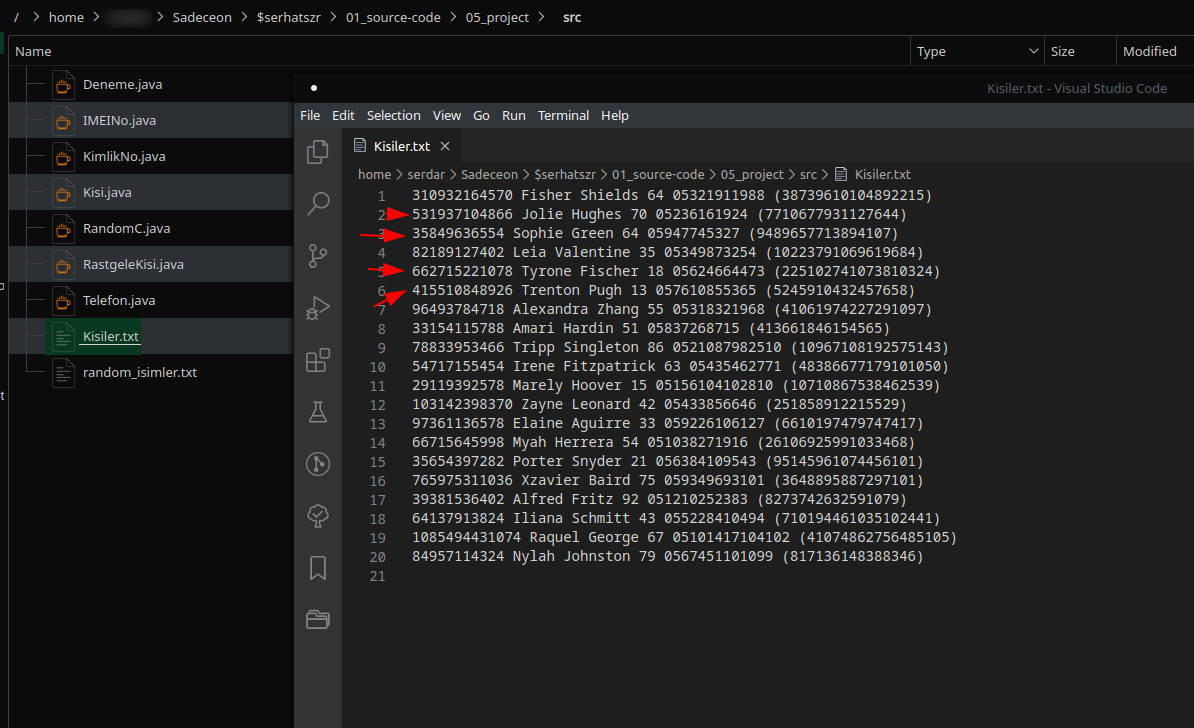 / > home > > Sadeceon > $serhatszr > 01_source-code > 05_project > src
Name Type Size Modified
Deneme.java
IMEINo.java
KimlikNo.java
Kisi.java
RandomC.java
RastgeleKisi.java
Telefon.java
Kisiler.txt
random_isimler.txt
Kisiler.txt - Visual Studio Code
File Edit Selection View Go Run Terminal Help
Kisiler.txt
home > serdar > Sadeceon > $serhatszr > 01_source-code > 05_project > src > Kisiler.txt
1 310932164570 Fisher Shields 64 05321911988 (38739610104892215)
2 531937104866 Jolie Hughes 70 05236161924 (7710677931127644)
3 35849636554 Sophie Green 64 05947745327 (9489657713894107)
4 82189127402 Leia Valentine 35 05349873254 (10223791069619684)
5 662715221078 Tyrone Fischer 18 05624664473 (225102741073810324)
6 415510848926 Trenton Pugh 13 057610855365 (5245910432457658)
7 96493784718 Alexandra Zhang 55 05318321968 (41061974227291097)
8 33154115788 Amari Hardin 51 05837268715 (413661846154565)
9 78833953466 Tripp Singleton 86 0521087982510 (10967108192575143)
10 54717155454 Irene Fitzpatrick 63 05435462771 (48386677179101050)
11 29119392578 Marely Hoover 15 05156104102810 (10710867538462539)
12 103142398370 Zayne Leonard 42 05433856646 (251858912215529)
13 97361136578 Elaine Aguirre 33 059226106127 (6610197479747417)
14 66715645998 Myah Herrera 54 051038271916 (26106925991033468)
15 35654397282 Porter Snyder 21 056384109543 (95145961074456101)
16 765975311036 Xzavier Baird 75 059349693101 (3648895887297101)
17 39381536402 Alfred Fritz 92 051210252383 (8273742632591079)
18 64137913824 Iliana Schmitt 43 055228410494 (710194461035102441)
19 1085494431074 Raquel George 67 05101417104102 (41074862756485105)
20 84957114324 Nylah Johnston 79 0567451101099 (817136148388346)
21